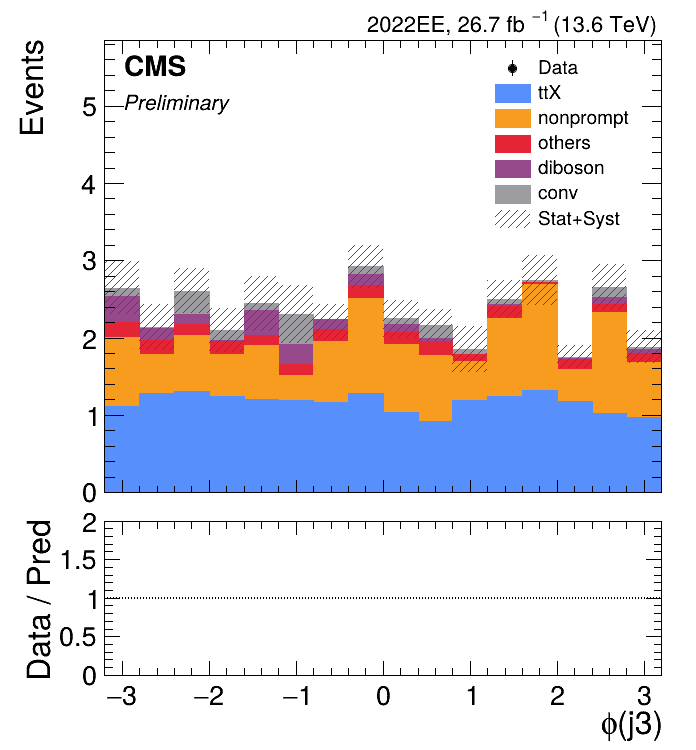 2022EE, 26.7 fb⁻¹ (13.6 TeV)
CMS
Preliminary
Events
Data
ttX
nonprompt
others
diboson
conv
Stat+Syst
5
4
3
2
1
0
Data / Pred
2
1.5
1
0.5
0
−3 −2 −1 0 1 2 3
ϕ(j3)